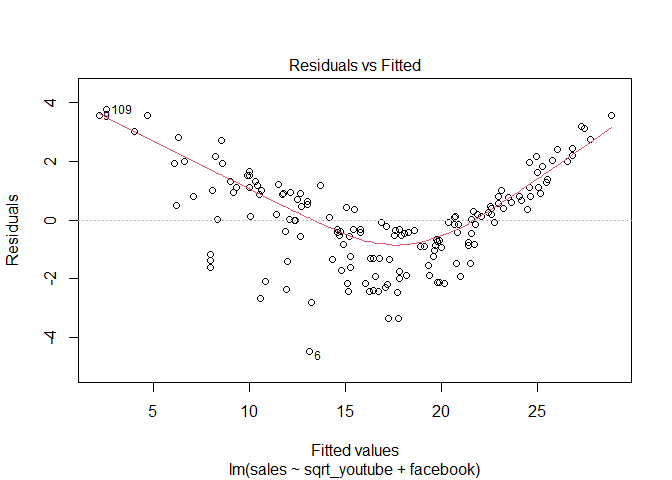 Residuals vs Fitted
Residuals
4
2
0
-2
-4
109
9
6
5 10 15 20 25
Fitted values
lm(sales ~ sqrt_youtube + facebook)